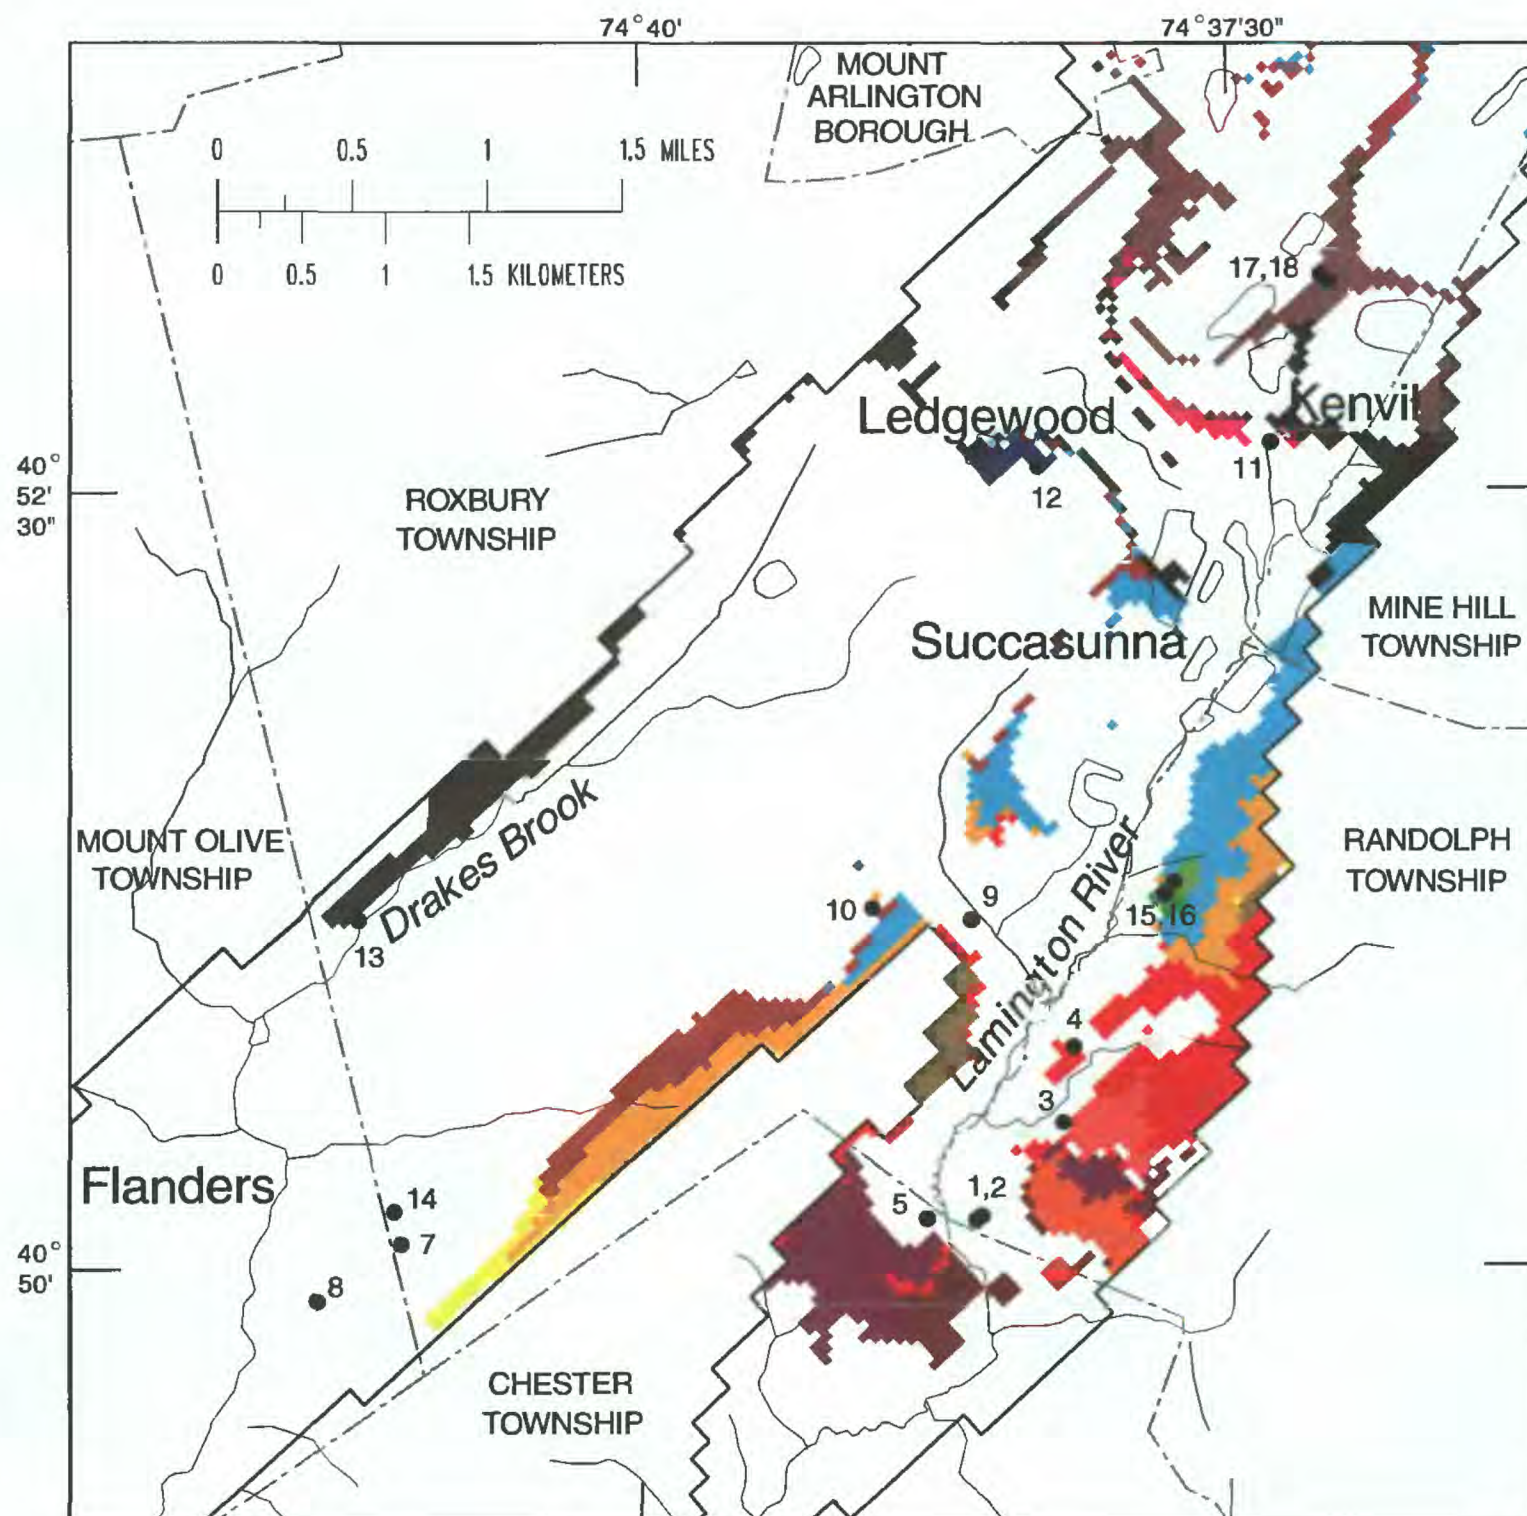 74°40'
74°37'30"
MOUNT
ARLINGTON
BOROUGH
0 0.5 1 1.5 MILES
0 0.5 1 1.5 KILOMETERS
17,18
Kenvil
Ledgewood
11
12
40°
52'
30"
ROXBURY
TOWNSHIP
MINE HILL
TOWNSHIP
Succasunna
MOUNT OLIVE
TOWNSHIP
Drakes Brook
RANDOLPH
TOWNSHIP
10
9
15,16
13
Lamington River
4
3
Flanders
14
7
8
5
1,2
40°
50'
CHESTER
TOWNSHIP